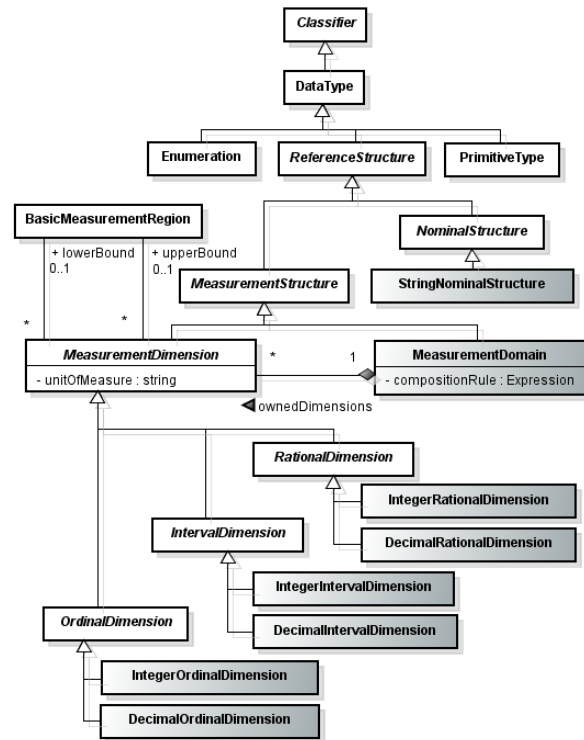 Classifier
DataType
Enumeration
ReferenceStructure
PrimitiveType
BasicMeasurementRegion
NominalStructure
+ lowerBound
+ upperBound
0..1
0..1
MeasurementStructure
StringNominalStructure
*
*
MeasurementDimension
*
1
MeasurementDomain
- unitOfMeasure : string
- compositionRule : Expression
ownedDimensions
RationalDimension
IntegerRationalDimension
IntervalDimension
DecimalRationalDimension
IntegerIntervalDimension
OrdinalDimension
DecimalIntervalDimension
IntegerOrdinalDimension
DecimalOrdinalDimension